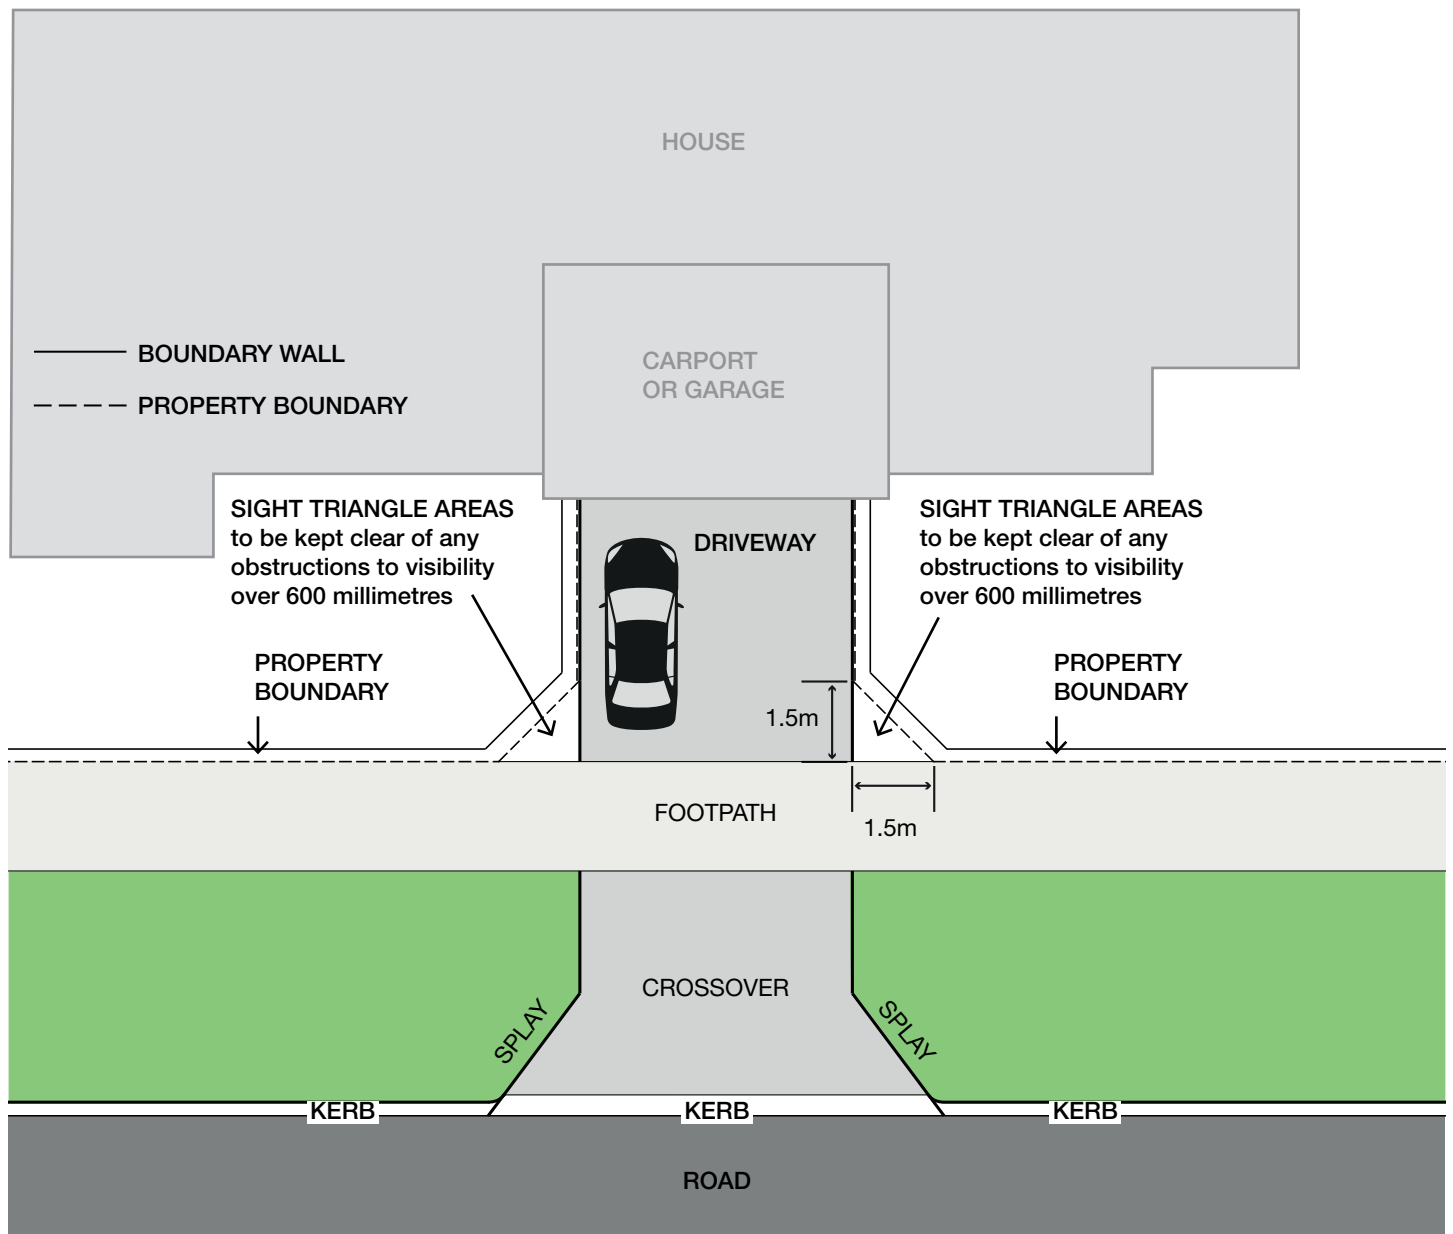 HOUSE
CARPORT
OR GARAGE
BOUNDARY WALL
PROPERTY BOUNDARY
SIGHT TRIANGLE AREAS
to be kept clear of any
obstructions to visibility
over 600 millimetres
DRIVEWAY
SIGHT TRIANGLE AREAS
to be kept clear of any
obstructions to visibility
over 600 millimetres
PROPERTY
BOUNDARY
PROPERTY
BOUNDARY
1.5m
FOOTPATH
1.5m
CROSSOVER
SPLAY
SPLAY
KERB
KERB
KERB
ROAD